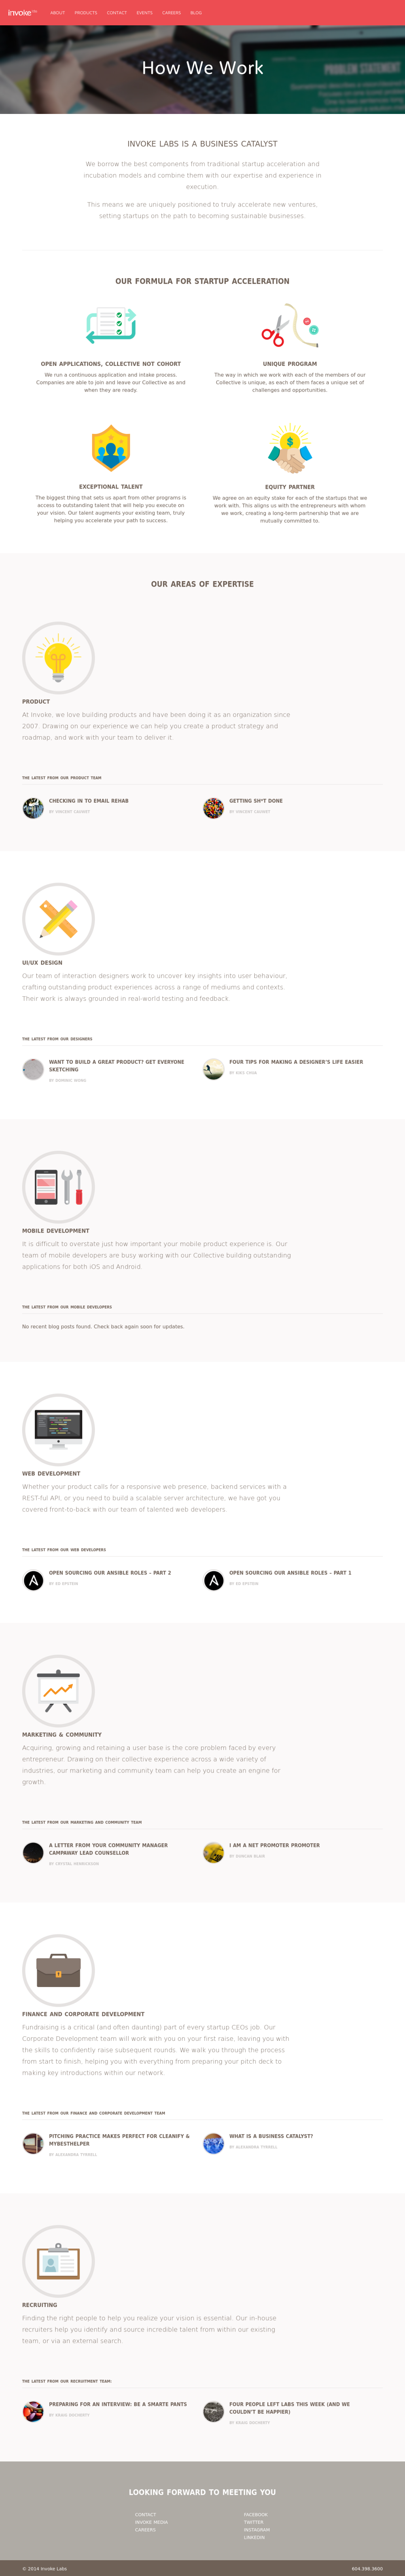 invoke labs
ABOUT PRODUCTS CONTACT EVENTS CAREERS BLOG
How We Work
PROBLEM STATEMENT
INVOKE LABS IS A BUSINESS CATALYST
We borrow the best components from traditional startup acceleration and
incubation models and combine them with our expertise and experience in
execution.
This means we are uniquely positioned to truly accelerate new ventures,
setting startups on the path to becoming sustainable businesses.
OUR FORMULA FOR STARTUP ACCELERATION
OPEN APPLICATIONS, COLLECTIVE NOT COHORT
We run a continuous application and intake process.
Companies are able to join and leave our Collective as and
when they are ready.
UNIQUE PROGRAM
The way in which we work with each of the members of our
Collective is unique, as each of them faces a unique set of
challenges and opportunities.
EXCEPTIONAL TALENT
The biggest thing that sets us apart from other programs is
access to outstanding talent that will help you execute on
your vision. Our talent augments your existing team, truly
helping you accelerate your path to success.
EQUITY PARTNER
We agree on an equity stake for each of the startups that we
work with. This aligns us with the entrepreneurs with whom
we work, creating a long-term partnership that we are
mutually committed to.
OUR AREAS OF EXPERTISE
PRODUCT
At Invoke, we love building products and have been doing it as an organization since
2007. Drawing on our experience we can help you create a product strategy and
roadmap, and work with your team to deliver it.
THE LATEST FROM OUR PRODUCT TEAM
CHECKING IN TO EMAIL REHAB
GETTING SH*T DONE
UI/UX DESIGN
Our team of interaction designers work to uncover key insights into user behaviour,
crafting outstanding product experiences across a range of mediums and contexts.
Their work is always grounded in real-world testing and feedback.
THE LATEST FROM OUR DESIGNERS
WANT TO BUILD A GREAT PRODUCT? GET EVERYONE
SKETCHING
BY DOMINIC WONG
FOUR TIPS FOR MAKING A DESIGNER'S LIFE EASIER
MOBILE DEVELOPMENT
It is difficult to overstate just how important your mobile product experience is. Our
team of mobile developers are busy working with our Collective building outstanding
applications for both iOS and Android.
THE LATEST FROM OUR MOBILE DEVELOPERS
No recent blog posts found. Check back again soon for updates.
WEB DEVELOPMENT
Whether your product calls for a responsive web presence, backend services with a
REST-ful API, or you need to build a scalable server architecture, we have got you
covered front-to-back with our team of talented web developers.
THE LATEST FROM OUR WEB DEVELOPERS
OPEN SOURCING OUR ANSIBLE ROLES – PART 2
BY ED EPSTEIN
OPEN SOURCING OUR ANSIBLE ROLES – PART 1
BY ED EPSTEIN
MARKETING & COMMUNITY
Acquiring, growing and retaining a user base is the core problem faced by every
entrepreneur. Drawing on their collective experience across a wide variety of
industries, our marketing and community team can help you create an engine for
growth.
THE LATEST FROM OUR MARKETING AND COMMUNITY TEAM
A LETTER FROM YOUR COMMUNITY MANAGER
CAMPAWAY LEAD COUNSELLOR
BY CRYSTAL HENRICKSON
I AM A NET PROMOTER PROMOTER
BY DUNCAN BLAIR
FINANCE AND CORPORATE DEVELOPMENT
Fundraising is a critical (and often daunting) part of every startup CEOs job. Our
Corporate Development team will work with you on your first raise, leaving you with
the skills to confidently raise subsequent rounds. We walk you through the process
from start to finish, helping you with everything from preparing your pitch deck to
making key introductions within our network.
THE LATEST FROM OUR FINANCE AND CORPORATE DEVELOPMENT TEAM
PITCHING PRACTICE MAKES PERFECT FOR CLEANIFY &
MYBESTHELPER
BY ALEXANDRA TYRRELL
WHAT IS A BUSINESS CATALYST?
BY ALEXANDRA TYRRELL
RECRUITING
Finding the right people to help you realize your vision is essential. Our in-house
recruiters help you identify and source incredible talent from within our existing
team, or via an external search.
THE LATEST FROM OUR RECRUITMENT TEAM:
PREPARING FOR AN INTERVIEW: BE A SMARTE PANTS
BY KRAIG DOCHERTY
FOUR PEOPLE LEFT LABS THIS WEEK (AND WE
COULDN'T BE HAPPIER)
BY KRAIG DOCHERTY
LOOKING FORWARD TO MEETING YOU
CONTACT
INVOKE MEDIA
CAREERS
FACEBOOK
TWITTER
INSTAGRAM
LINKEDIN
© 2014 Invoke Labs
604.398.3600